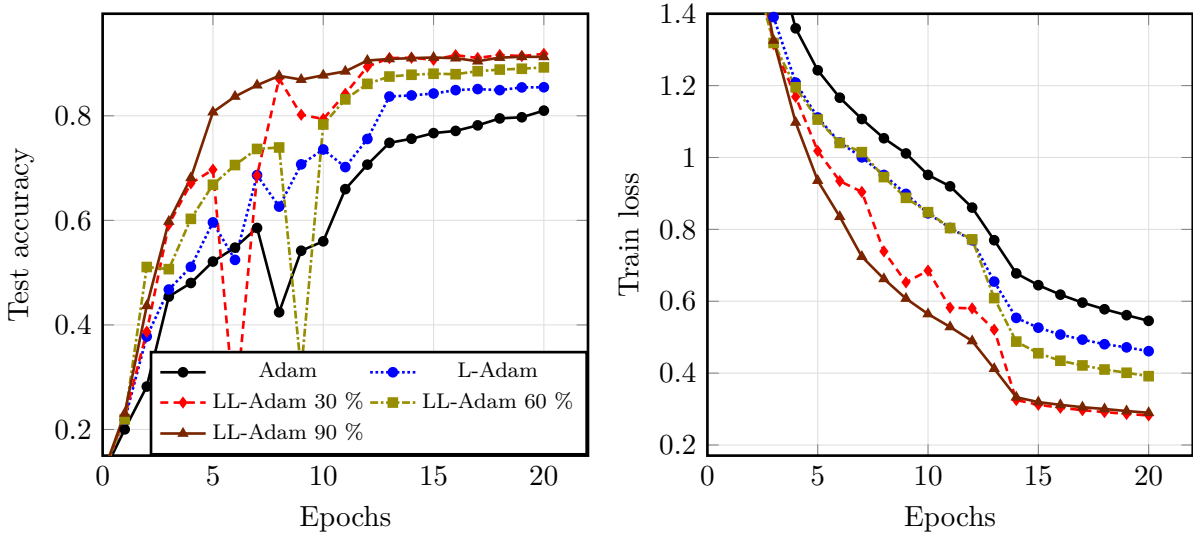 0.8
0.6
0.4
0.2
Test accuracy
Adam
L-Adam
LL-Adam 30 %
LL-Adam 60 %
LL-Adam 90 %
0 5 10 15 20
Epochs
1.4
1.2
1
0.8
0.6
0.4
0.2
Train loss
0 5 10 15 20
Epochs